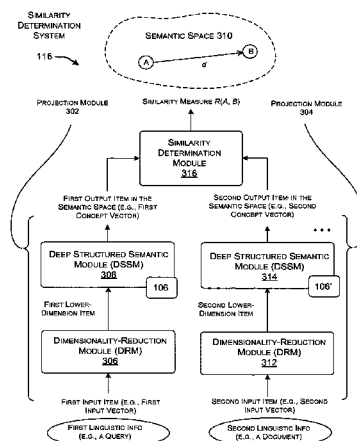 SIMILARITY
DETERMINATION
SYSTEM
116
SEMANTIC SPACE 310
A
B
d
PROJECTION MODULE
302
SIMILARITY MEASURE R(A, B)
PROJECTION MODULE
304
SIMILARITY
DETERMINATION
MODULE
316
FIRST OUTPUT ITEM IN THE
SEMANTIC SPACE (E.G., FIRST
CONCEPT VECTOR)
SECOND OUTPUT ITEM IN THE
SEMANTIC SPACE (E.G., SECOND
CONCEPT VECTOR)
• • •
DEEP STRUCTURED SEMANTIC
MODULE (DSSM)
308
106
DEEP STRUCTURED SEMANTIC
MODULE (DSSM)
314
106'
FIRST LOWER-
DIMENSION ITEM
SECOND LOWER-
DIMENSION ITEM
DIMENSIONALITY-REDUCTION
MODULE (DRM)
306
DIMENSIONALITY-REDUCTION
MODULE (DRM)
312
FIRST INPUT ITEM (E.G., FIRST
INPUT VECTOR)
SECOND INPUT ITEM (E.G., SECOND
INPUT VECTOR)
FIRST LINGUISTIC INFO
(E.G., A QUERY)
SECOND LINGUISTIC INFO
(E.G., A DOCUMENT)